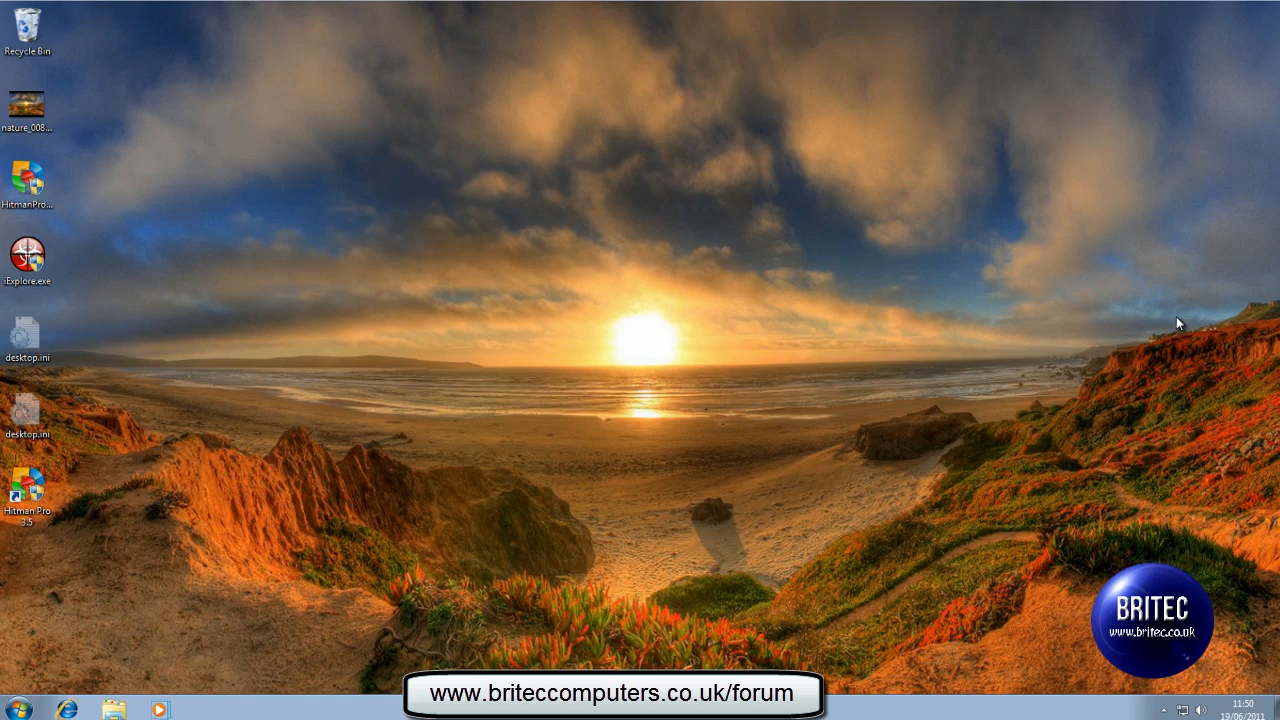 Recycle Bin
nature_008...
HitmanPro...
iExplore.exe
desktop.ini
desktop.ini
Hitman Pro
3.5
BRITEC
www.britec.co.uk
www.briteccomputers.co.uk/forum
11:50
19/06/2011